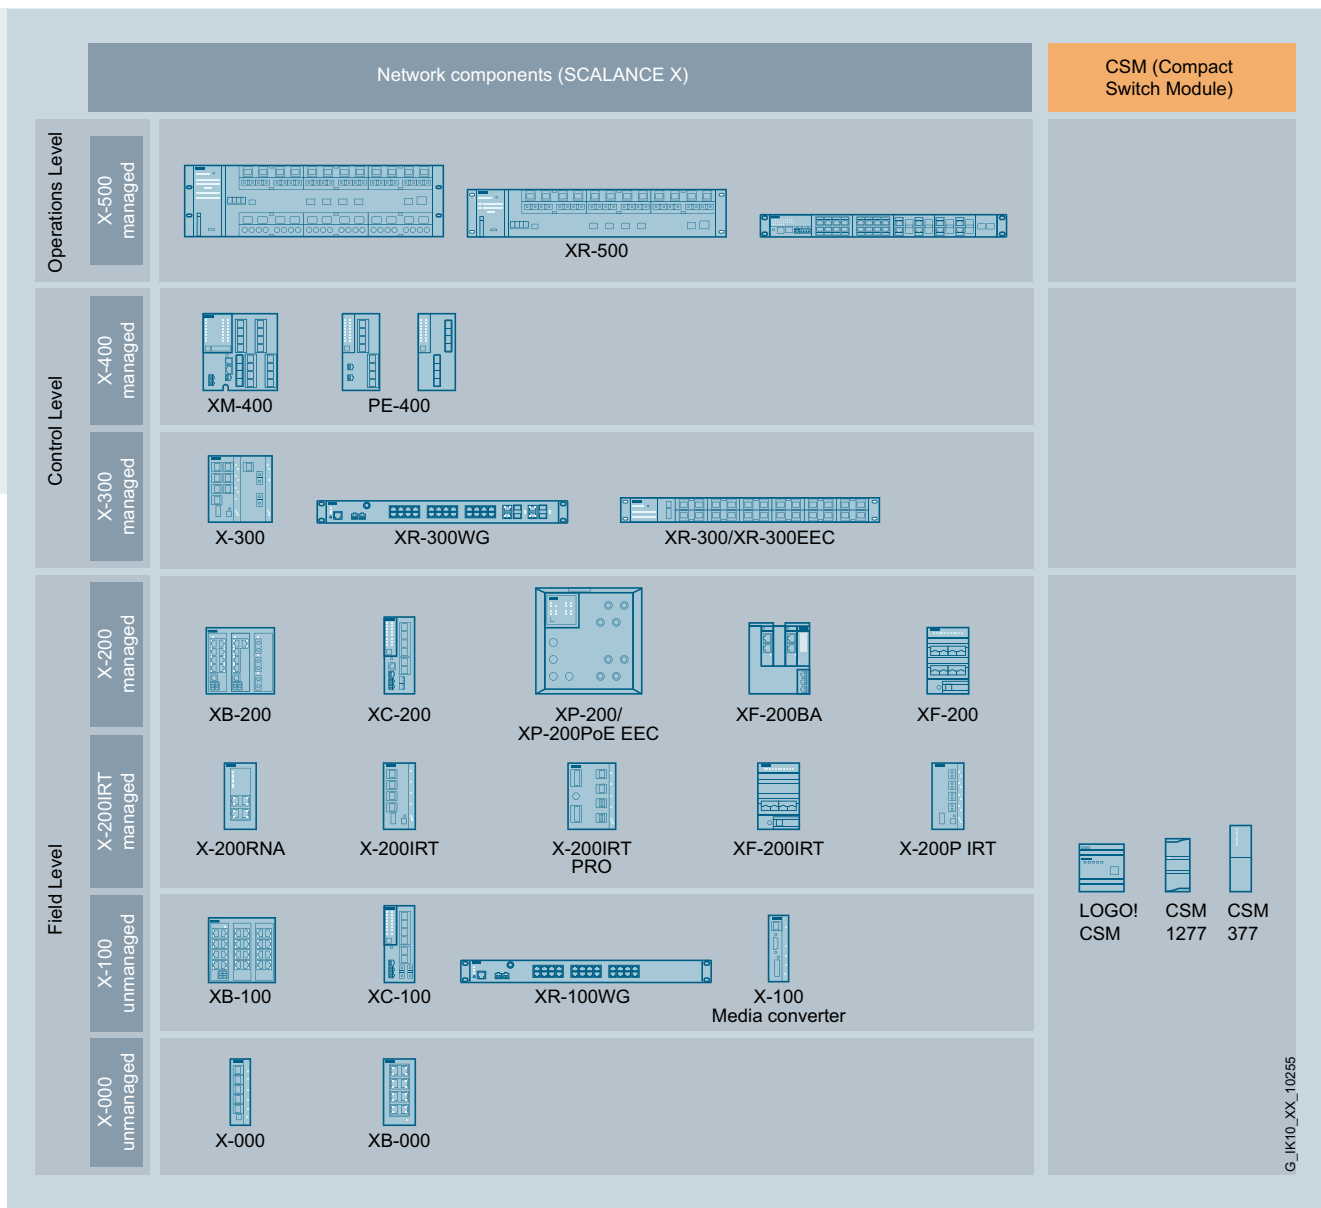 Network components (SCALANCE X)
CSM (Compact
Switch Module)
Operations Level
X-500
managed
XR-500
Control Level
X-400
managed
XM-400
PE-400
X-300
managed
X-300
XR-300WG
XR-300/XR-300EEC
Field Level
X-200
managed
XB-200
XC-200
XP-200/
XP-200PoE EEC
XF-200BA
XF-200
X-200IRT
managed
X-200RNA
X-200IRT
X-200IRT
PRO
XF-200IRT
X-200P IRT
LOGO!
CSM
CSM
1277
CSM
377
X-100
unmanaged
XB-100
XC-100
XR-100WG
X-100
Media converter
X-000
unmanaged
X-000
XB-000
G_IK10_XX_10255